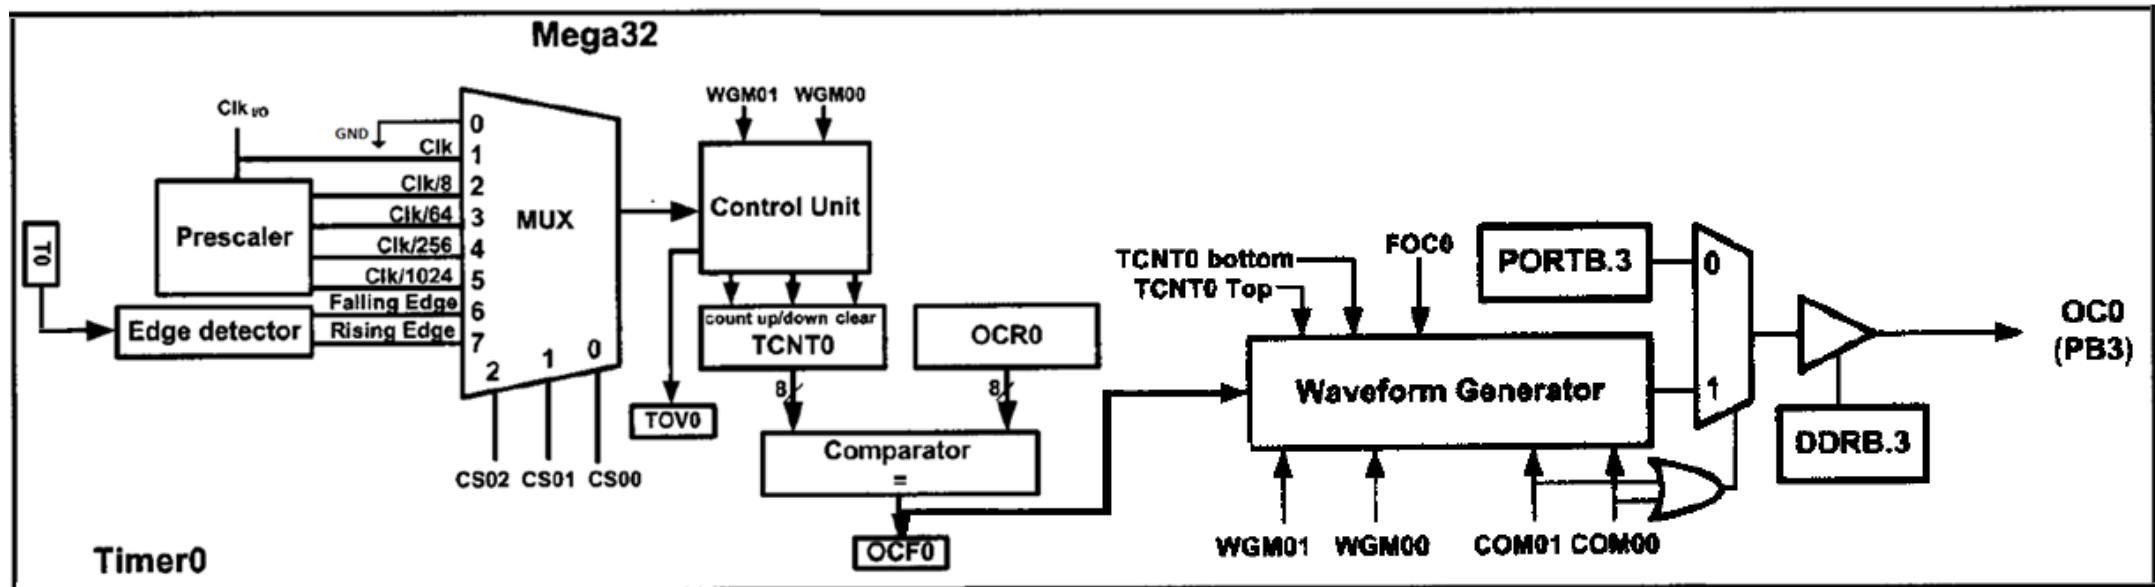 Mega32
Clk I/O
GND
Clk
Clk/8
Clk/64
Clk/256
Clk/1024
Falling Edge
Rising Edge
0
1
2
3
4
5
6
7
MUX
2 1 0
CS02 CS01 CS00
Prescaler
T0
Edge detector
WGM01 WGM00
Control Unit
count up/down clear
TCNT0
OCR0
8
8
TOV0
Comparator
=
OCF0
TCNT0 bottom
TCNT0 Top
FOC0
PORTB.3
0
1
Waveform Generator
OC0
(PB3)
DDRB.3
WGM01 WGM00 COM01 COM00
Timer0